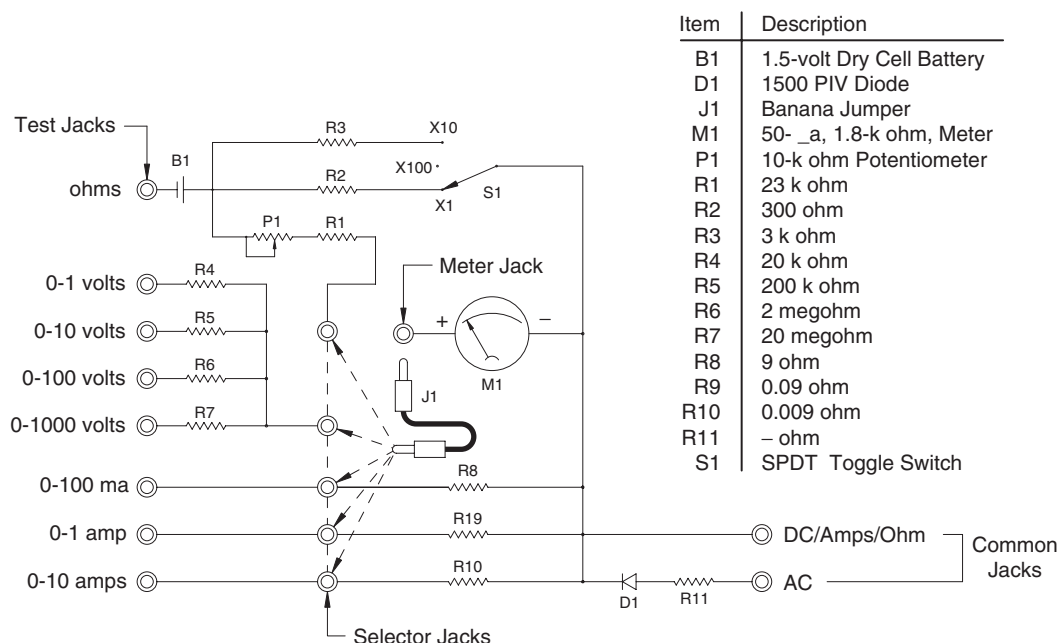 Item Description
B1 1.5-volt Dry Cell Battery
D1 1500 PIV Diode
J1 Banana Jumper
M1 50- _a, 1.8-k ohm, Meter
P1 10-k ohm Potentiometer
R1 23 k ohm
R2 300 ohm
R3 3 k ohm
R4 20 k ohm
R5 200 k ohm
R6 2 megohm
R7 20 megohm
R8 9 ohm
R9 0.09 ohm
R10 0.009 ohm
R11 – ohm
S1 SPDT Toggle Switch
Test Jacks
R3
X10
B1
X100
ohms
R2
X1
S1
P1
R1
Meter Jack
0-1 volts
R4
0-10 volts
R5
+
–
0-100 volts
R6
M1
J1
0-1000 volts
R7
0-100 ma
R8
0-1 amp
R19
DC/Amps/Ohm
Common
Jacks
0-10 amps
R10
D1
R11
AC
Selector Jacks